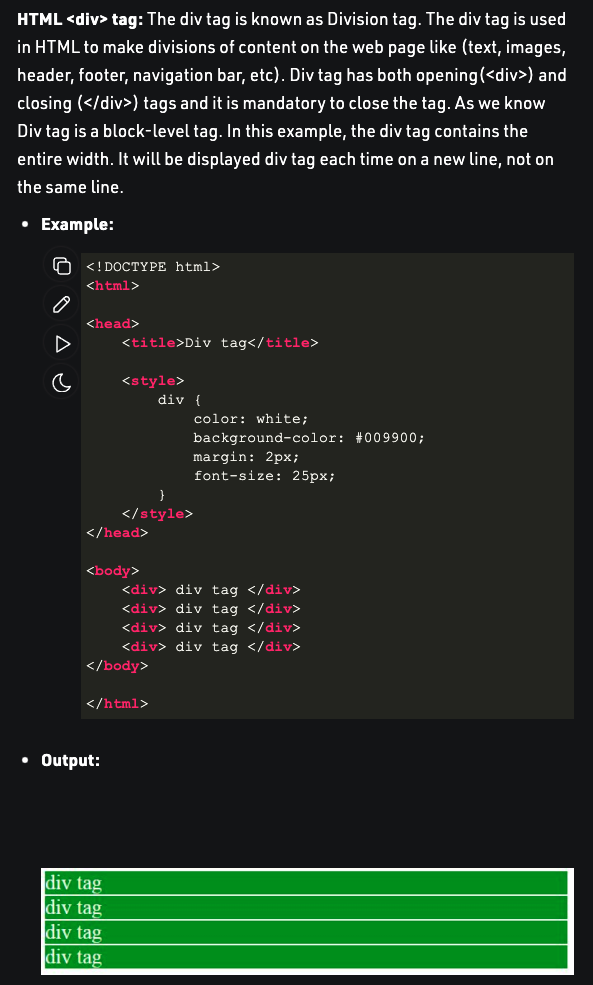 HTML <div> tag: The div tag is known as Division tag. The div tag is used
in HTML to make divisions of content on the web page like (text, images,
header, footer, navigation bar, etc). Div tag has both opening(<div>) and
closing (</div>) tags and it is mandatory to close the tag. As we know
Div tag is a block-level tag. In this example, the div tag contains the
entire width. It will be displayed div tag each time on a new line, not on
the same line.
• Example:
<!DOCTYPE html>
<html>
<head>
<title>Div tag</title>
<style>
div {
color: white;
background-color: #009900;
margin: 2px;
font-size: 25px;
}
</style>
</head>
<body>
<div> div tag </div>
<div> div tag </div>
<div> div tag </div>
<div> div tag </div>
</body>
</html>
• Output:
div tag
div tag
div tag
div tag